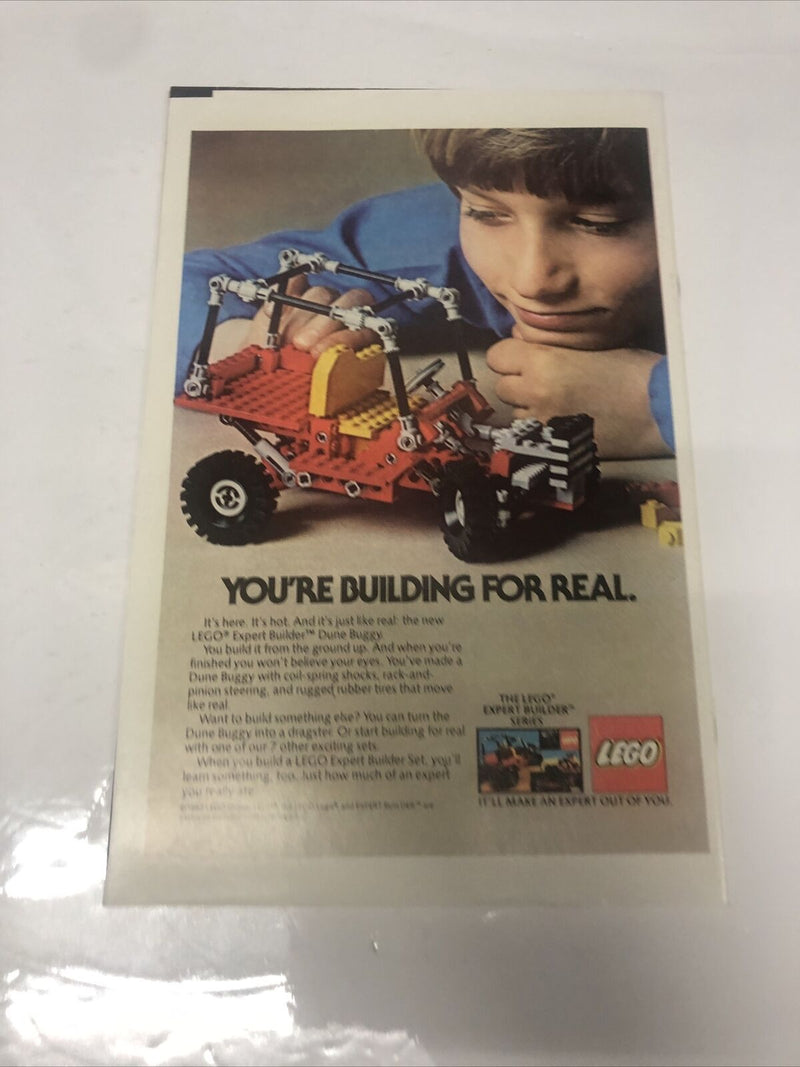 YOU'RE BUILDING FOR REAL.
It's here. It's hot. And it's just like real: the new
LEGO® Expert Builder™ Dune Buggy.
You build it from the ground up. And when you're
finished you won't believe your eyes. You've made a
Dune Buggy with coil-spring shocks, rack-and-
pinion steering, and rugged rubber tires that move
like real.
Want to build something else? You can turn the
Dune Buggy into a dragster. Or start building for real
with one of our 7 other exciting sets.
When you build a LEGO Expert Builder Set, you'll
learn something, too. Just how much of an expert
you really are.
THE LEGO®
EXPERT BUILDER™
SERIES
LEGO
IT'LL MAKE AN EXPERT OUT OF YOU.